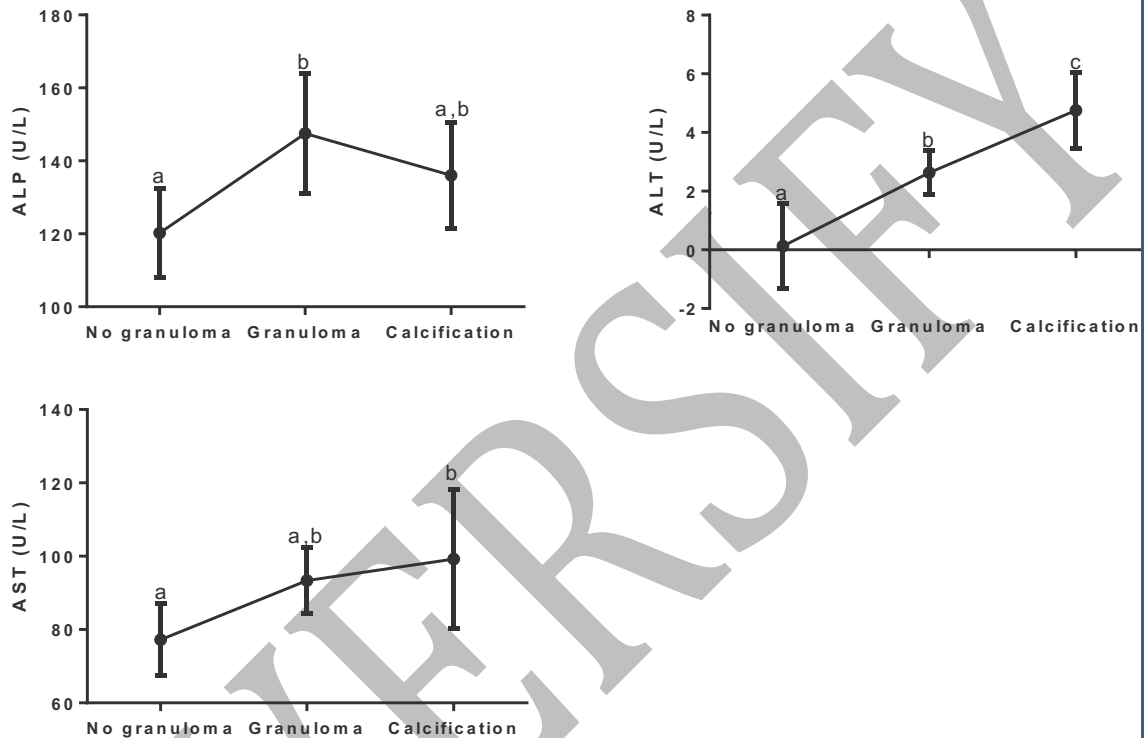 180
160
140
120
100
ALP (U/L)
a
b
a,b
No granuloma Granuloma Calcification
8
6
4
2
0
-2
ALT (U/L)
a
b
c
No granuloma Granuloma Calcification
140
120
100
80
60
AST (U/L)
a
a,b
b
No granuloma Granuloma Calcification
VERSITY